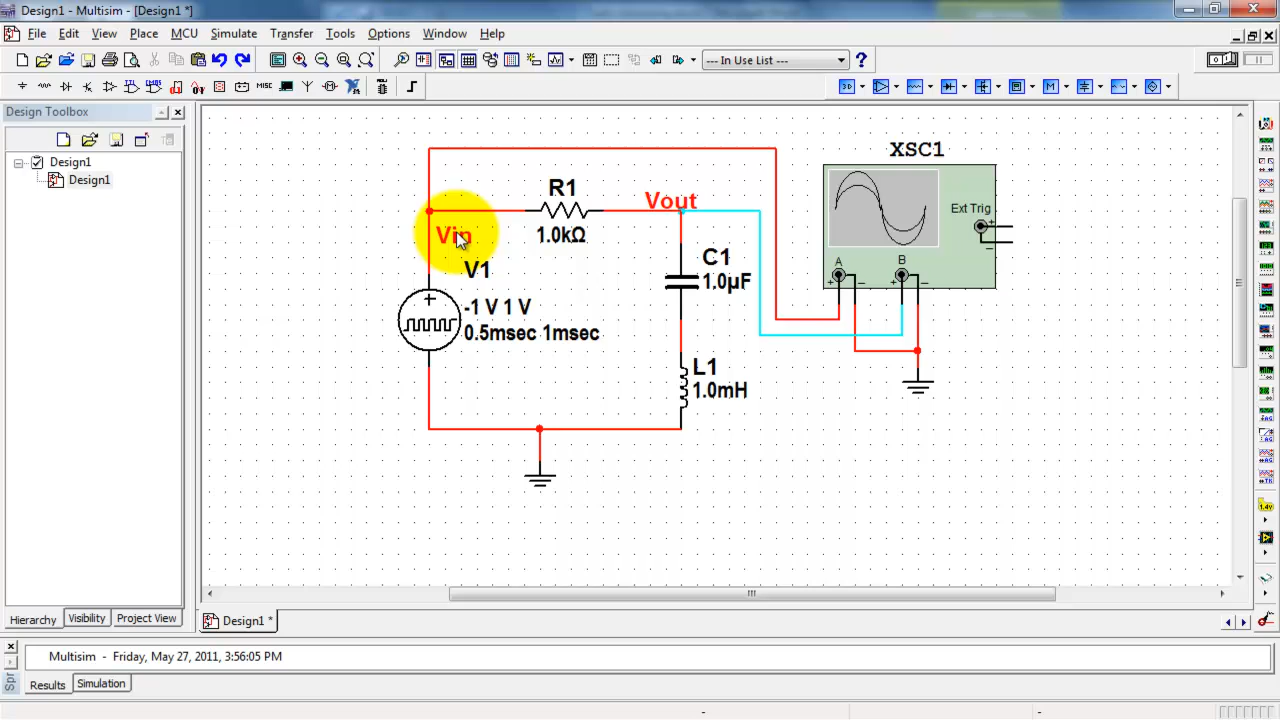 Design1 - Multisim - [Design1 *]
File Edit View Place MCU Simulate Transfer Tools Options Window Help
--- In Use List ---
MISC
Design Toolbox
Design1
Design1
XSC1
R1
Vout
Ext Trig
Vin
1.0kΩ
C1
A B
V1
1.0µF
-1 V 1 V
0.5msec 1msec
L1
1.0mH
Hierarchy Visibility Project View
Design1 *
Multisim - Friday, May 27, 2011, 3:56:05 PM
Results Simulation